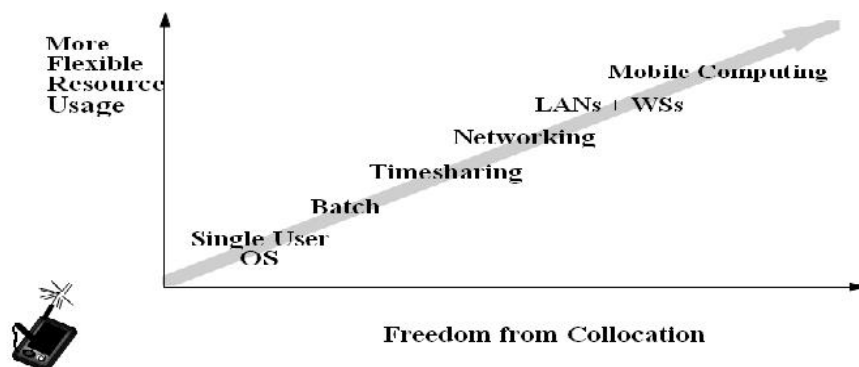 More
Flexible
Resource
Usage
Mobile Computing
LANs + WSs
Networking
Timesharing
Batch
Single User
OS
Freedom from Collocation